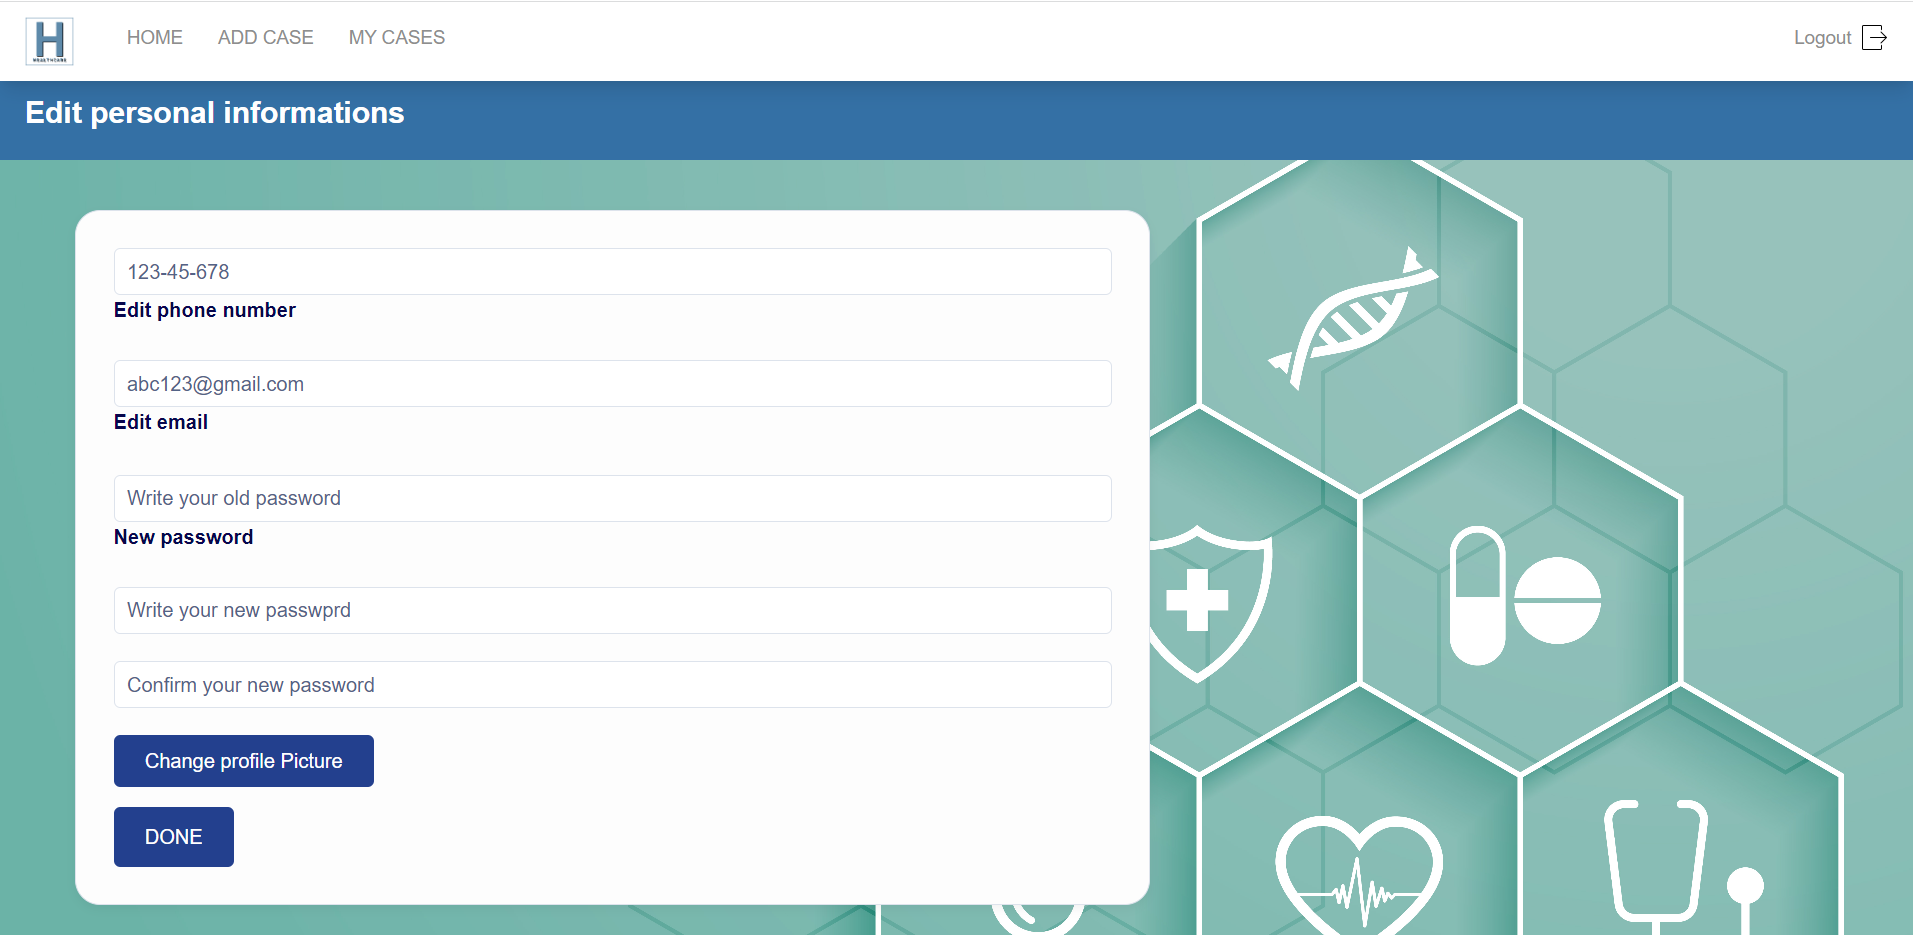 H
HEALTHCARE
HOME
ADD CASE
MY CASES
Logout
Edit personal informations
123-45-678
Edit phone number
abc123@gmail.com
Edit email
Write your old password
New password
Write your new passwprd
Confirm your new password
Change profile Picture
DONE